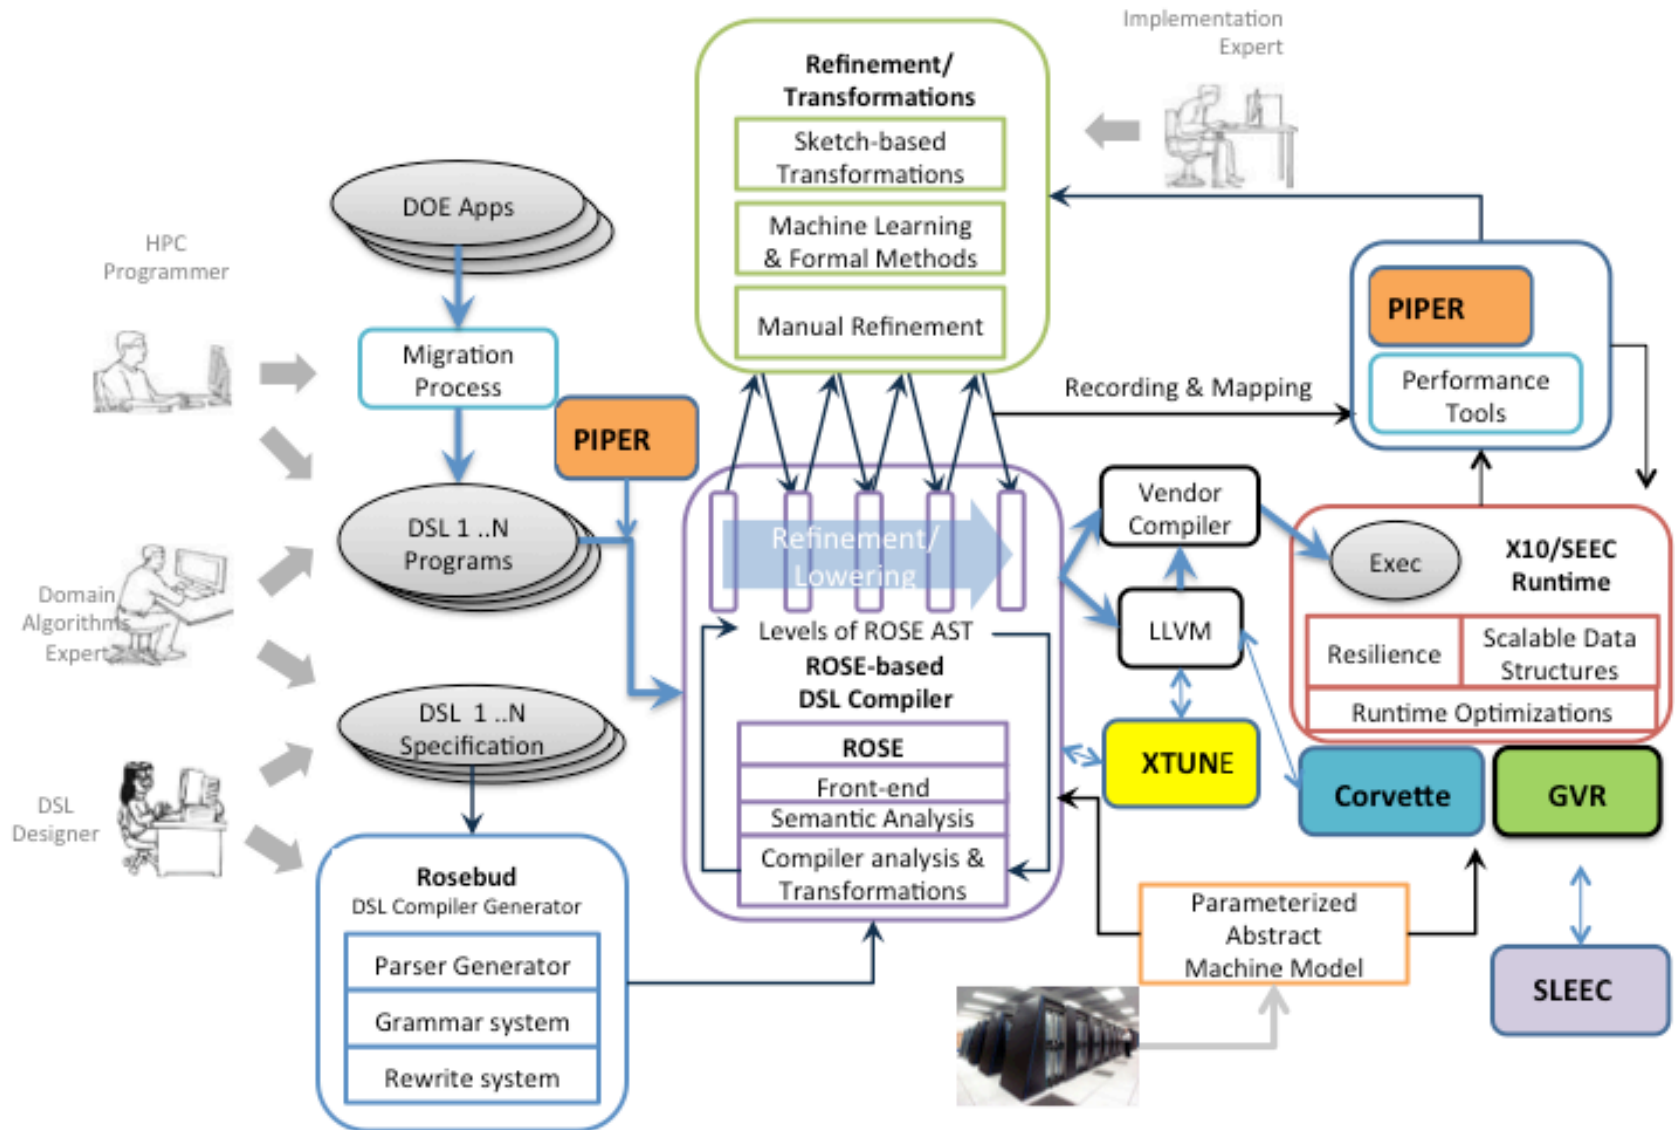 Implementation
Expert
Refinement/
Transformations
Sketch-based
Transformations
Machine Learning
& Formal Methods
Manual Refinement
DOE Apps
HPC
Programmer
Migration
Process
PIPER
DSL 1 ..N
Programs
Domain
Algorithms
Expert
DSL 1 ..N
Specification
DSL
Designer
Rosebud
DSL Compiler Generator
Parser Generator
Grammar system
Rewrite system
Refinement/
Lowering
Levels of ROSE AST
ROSE-based
DSL Compiler
ROSE
Front-end
Semantic Analysis
Compiler analysis &
Transformations
Recording & Mapping
PIPER
Performance
Tools
Vendor
Compiler
LLVM
XTUNE
Exec
X10/SEEC
Runtime
Resilience
Scalable Data
Structures
Runtime Optimizations
Corvette
GVR
Parameterized
Abstract
Machine Model
SLEEC